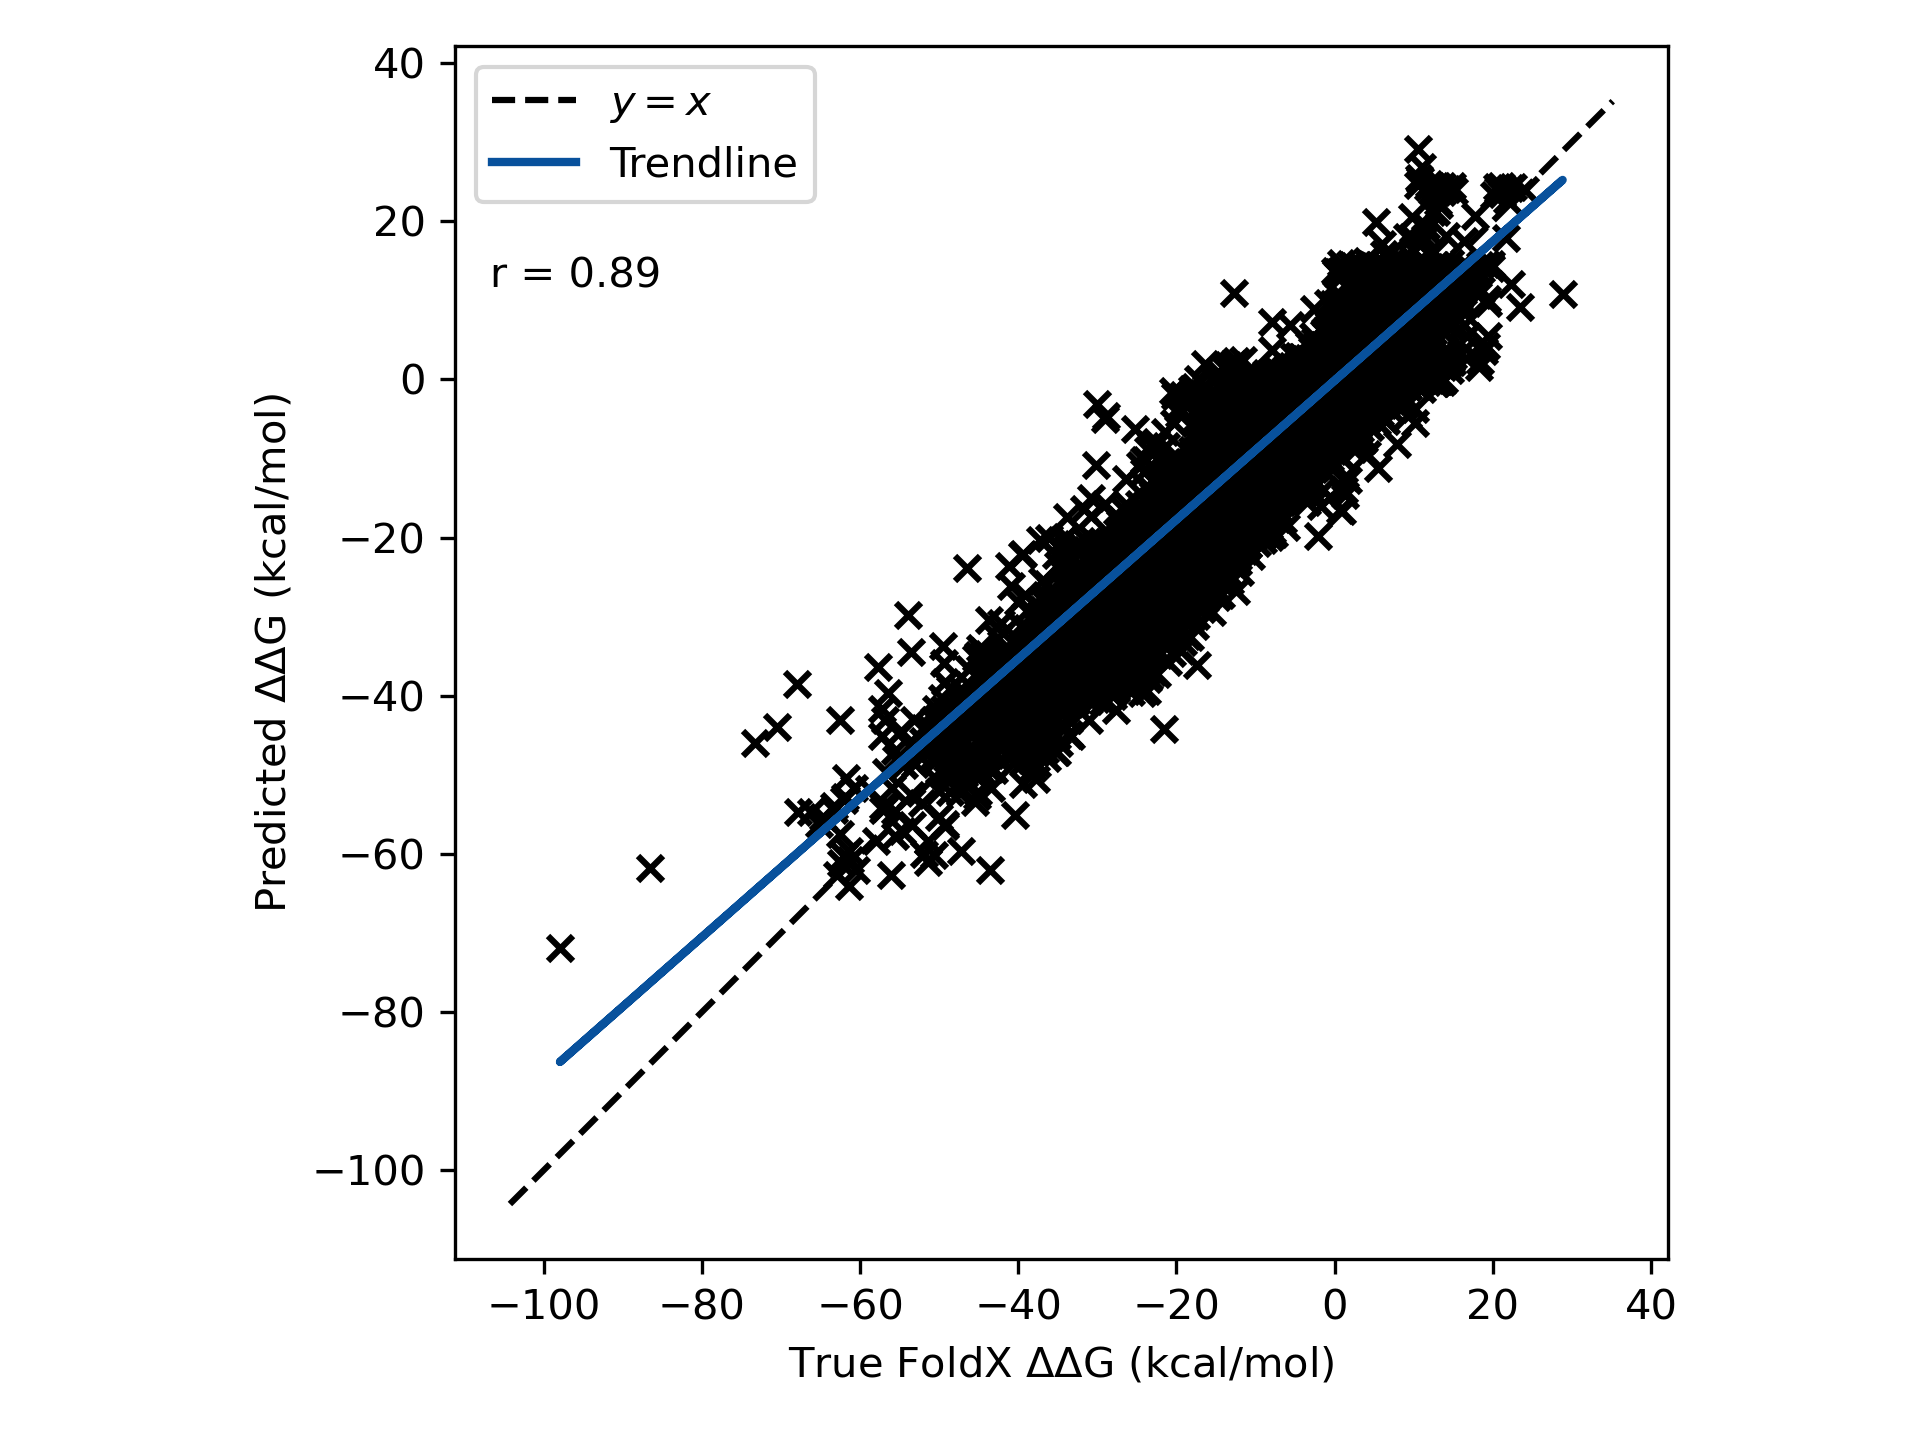 40
20
0
−20
−40
−60
−80
−100
Predicted ΔΔG (kcal/mol)
y = x
Trendline
r = 0.89
−100 −80 −60 −40 −20 0 20 40
True FoldX ΔΔG (kcal/mol)